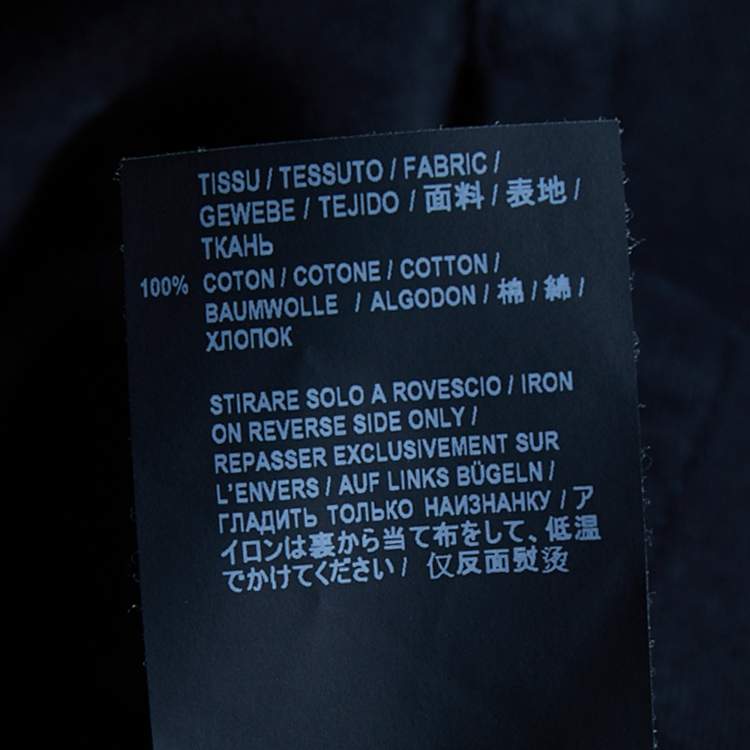 TISSU / TESSUTO / FABRIC /
GEWEBE / TEJIDO / 面料 / 表地 /
ТКАНЬ
100% COTON / COTONE / COTTON /
BAUMWOLLE / ALGODON / 棉 / 綿 /
ХЛОПОК
STIRARE SOLO A ROVESCIO / IRON
ON REVERSE SIDE ONLY /
REPASSER EXCLUSIVEMENT SUR
L'ENVERS / AUF LINKS BÜGELN /
ГЛАДИТЬ ТОЛЬКО НАИЗНАНКУ / ア
イロンは裏から当て布をして、低温
でかけてください / 仅反面熨烫